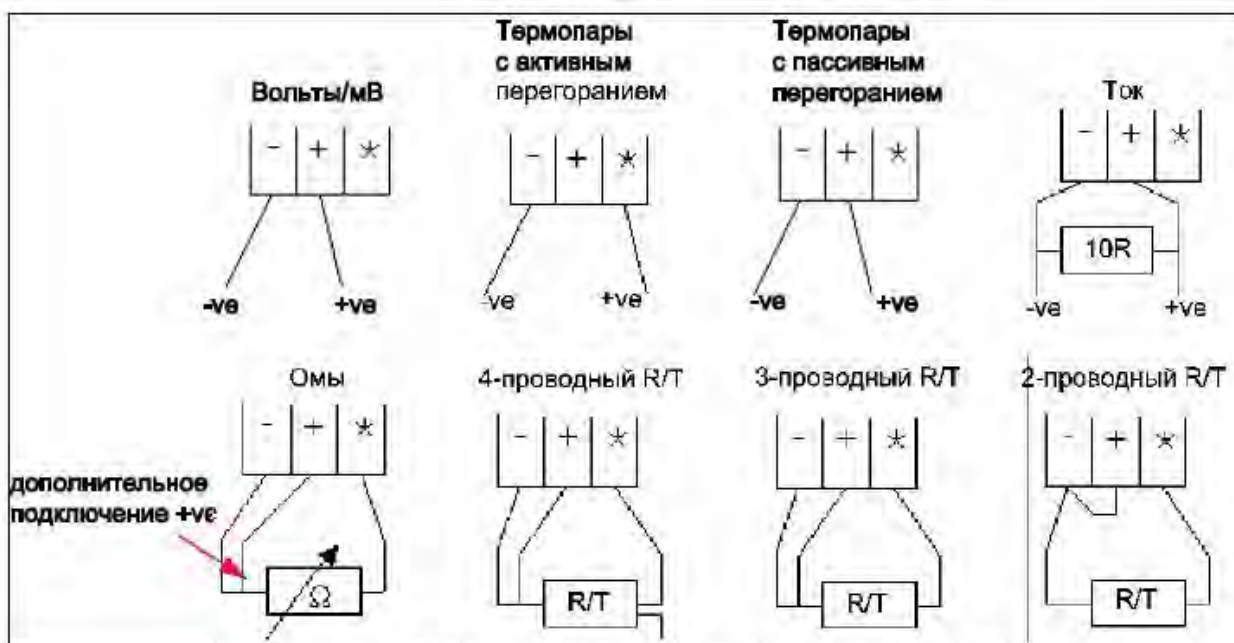 Термопары
с активным
перегоранием
Термопары
с пассивным
перегоранием
Вольты/мВ
Ток
- + *
- + *
- + *
- + *
10R
-ve +ve
-ve +ve
-ve +ve
-ve +ve
Омы
4-проводный R/T
3-проводный R/T
2-проводный R/T
- + *
- + *
- + *
- + *
дополнительное
подключение +ve
Ω
R/T
R/T
R/T